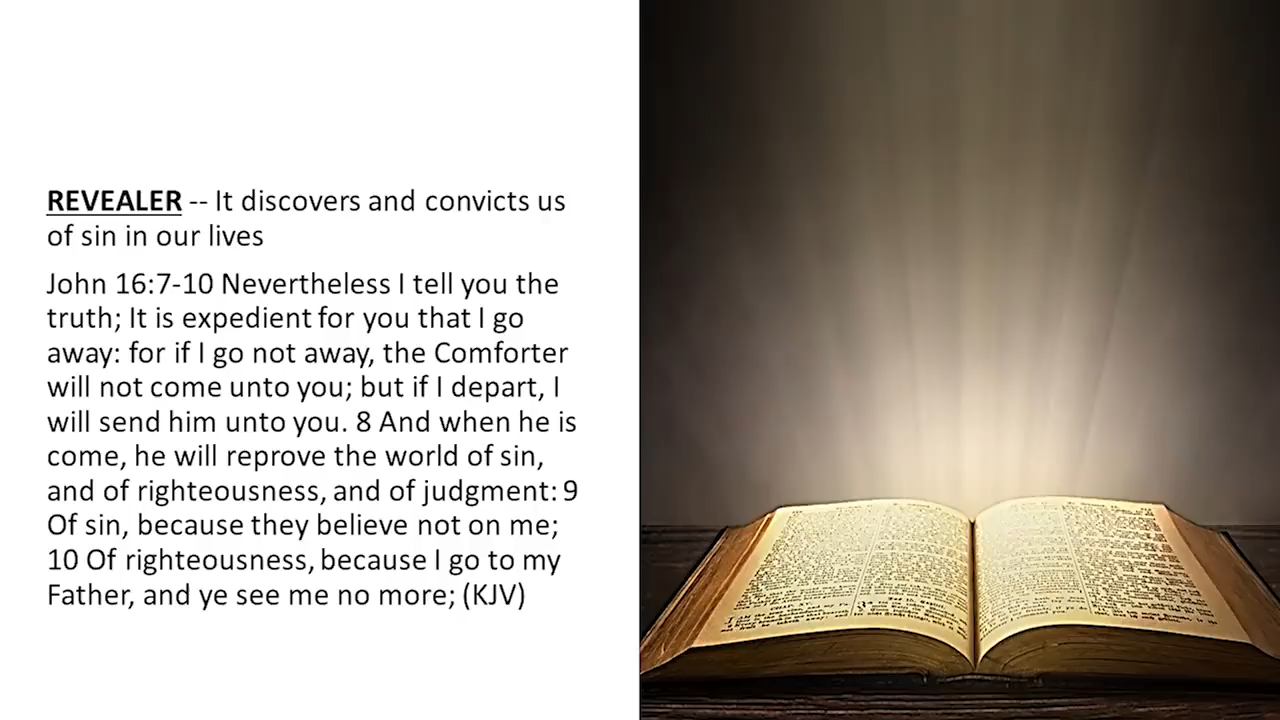 REVEALER -- It discovers and convicts us
of sin in our lives
John 16:7-10 Nevertheless I tell you the
truth; It is expedient for you that I go
away: for if I go not away, the Comforter
will not come unto you; but if I depart, I
will send him unto you. 8 And when he is
come, he will reprove the world of sin,
and of righteousness, and of judgment: 9
Of sin, because they believe not on me;
10 Of righteousness, because I go to my
Father, and ye see me no more; (KJV)